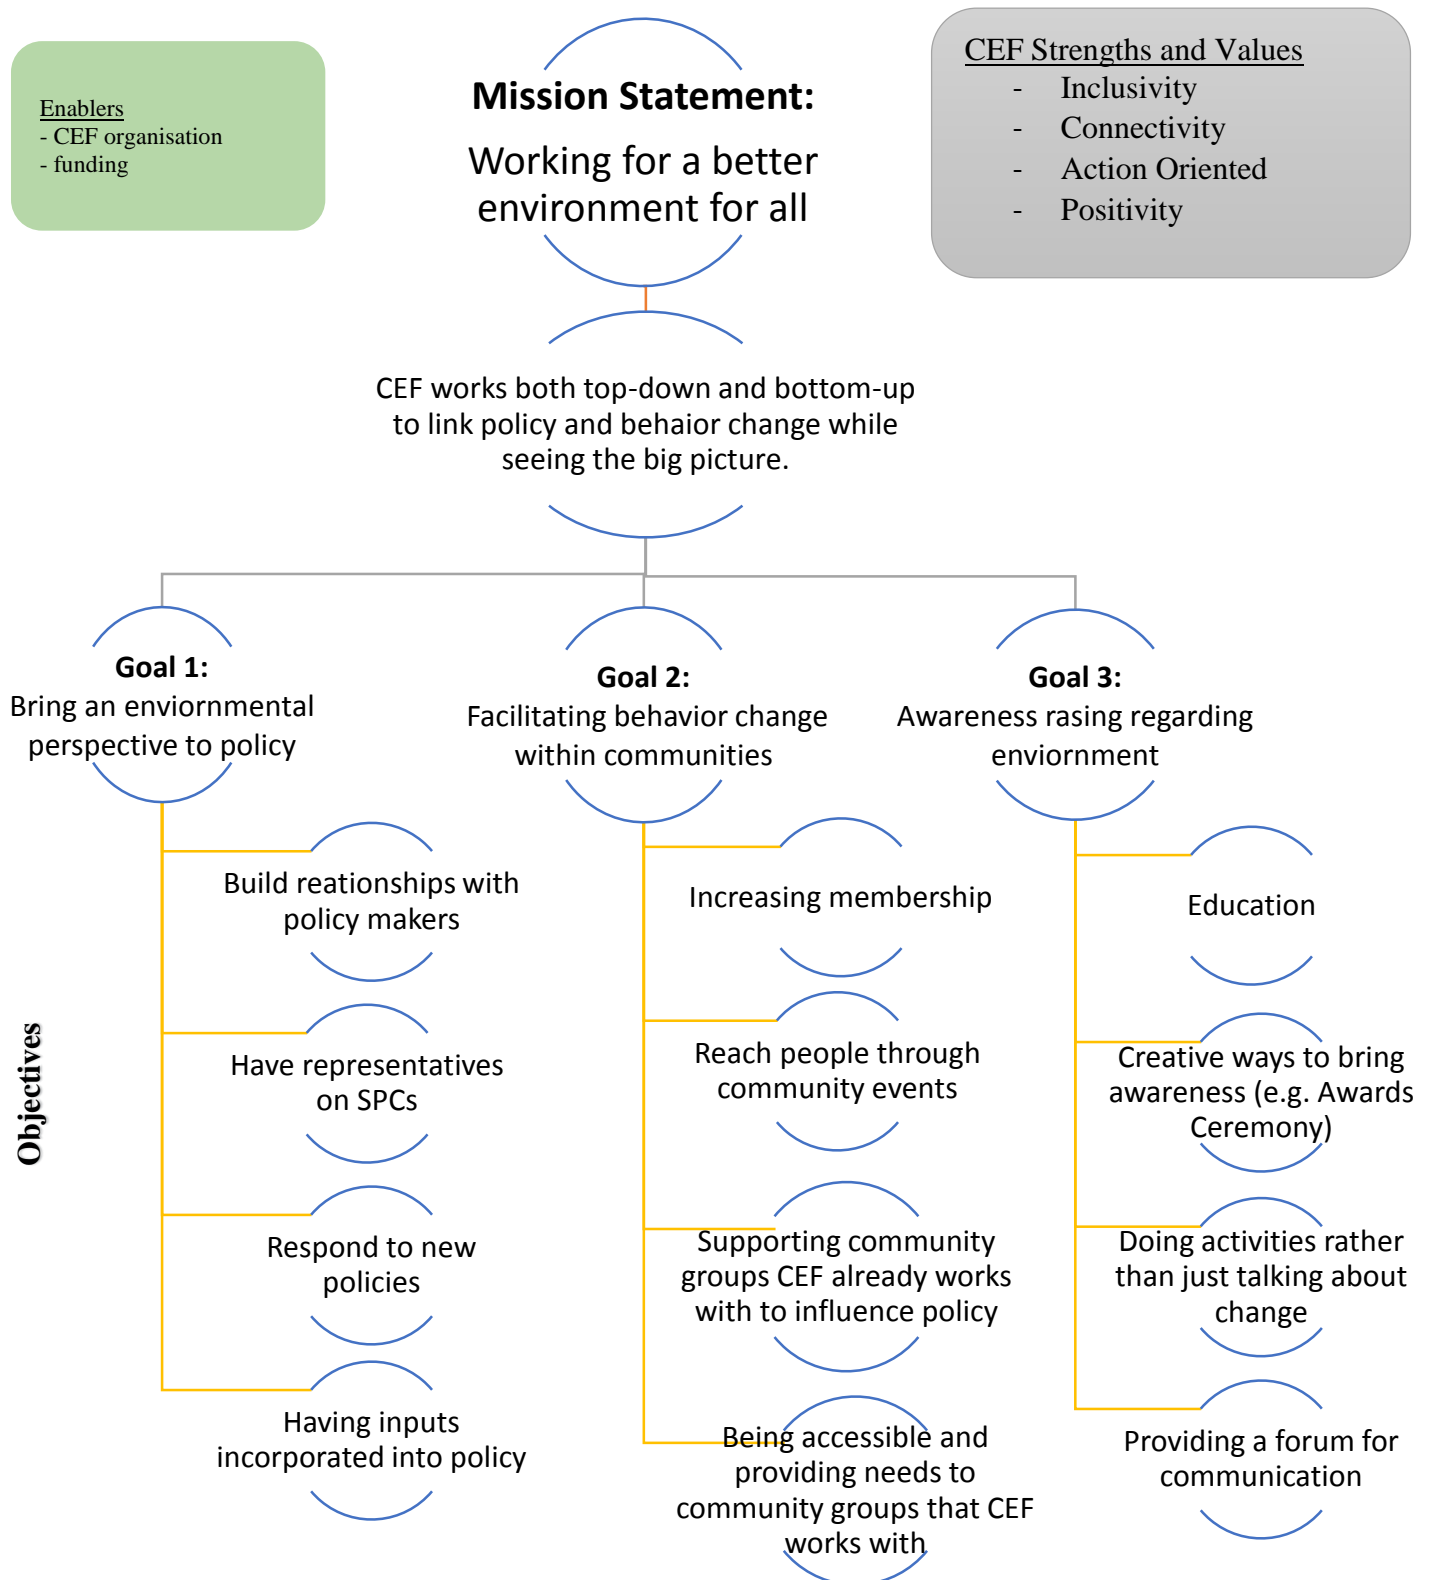 Enablers
- CEF organisation
- funding
Mission Statement:
Working for a better
environment for all
CEF Strengths and Values
- Inclusivity
- Connectivity
- Action Oriented
- Positivity
CEF works both top-down and bottom-up
to link policy and behaior change while
seeing the big picture.
Goal 1:
Bring an enviornmental
perspective to policy
Goal 2:
Facilitating behavior change
within communities
Goal 3:
Awareness rasing regarding
enviornment
Objectives
Build reationships with
policy makers
Have representatives
on SPCs
Respond to new
policies
Having inputs
incorporated into policy
Increasing membership
Reach people through
community events
Supporting community
groups CEF already works
with to influence policy
Being accessible and
providing needs to
community groups that CEF
works with
Education
Creative ways to bring
awareness (e.g. Awards
Ceremony)
Doing activities rather
than just talking about
change
Providing a forum for
communication